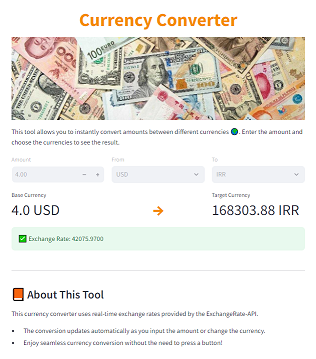 Currency Converter
This tool allows you to instantly convert amounts between different currencies 🌍. Enter the amount and
choose the currencies to see the result.
Amount From To
4.00 − + USD IRR
Base Currency Target Currency
4.0 USD → 168303.88 IRR
✅ Exchange Rate: 42075.9700
📙 About This Tool
This currency converter uses real-time exchange rates provided by the ExchangeRate-API.
• The conversion updates automatically as you input the amount or change the currency.
• Enjoy seamless currency conversion without the need to press a button!